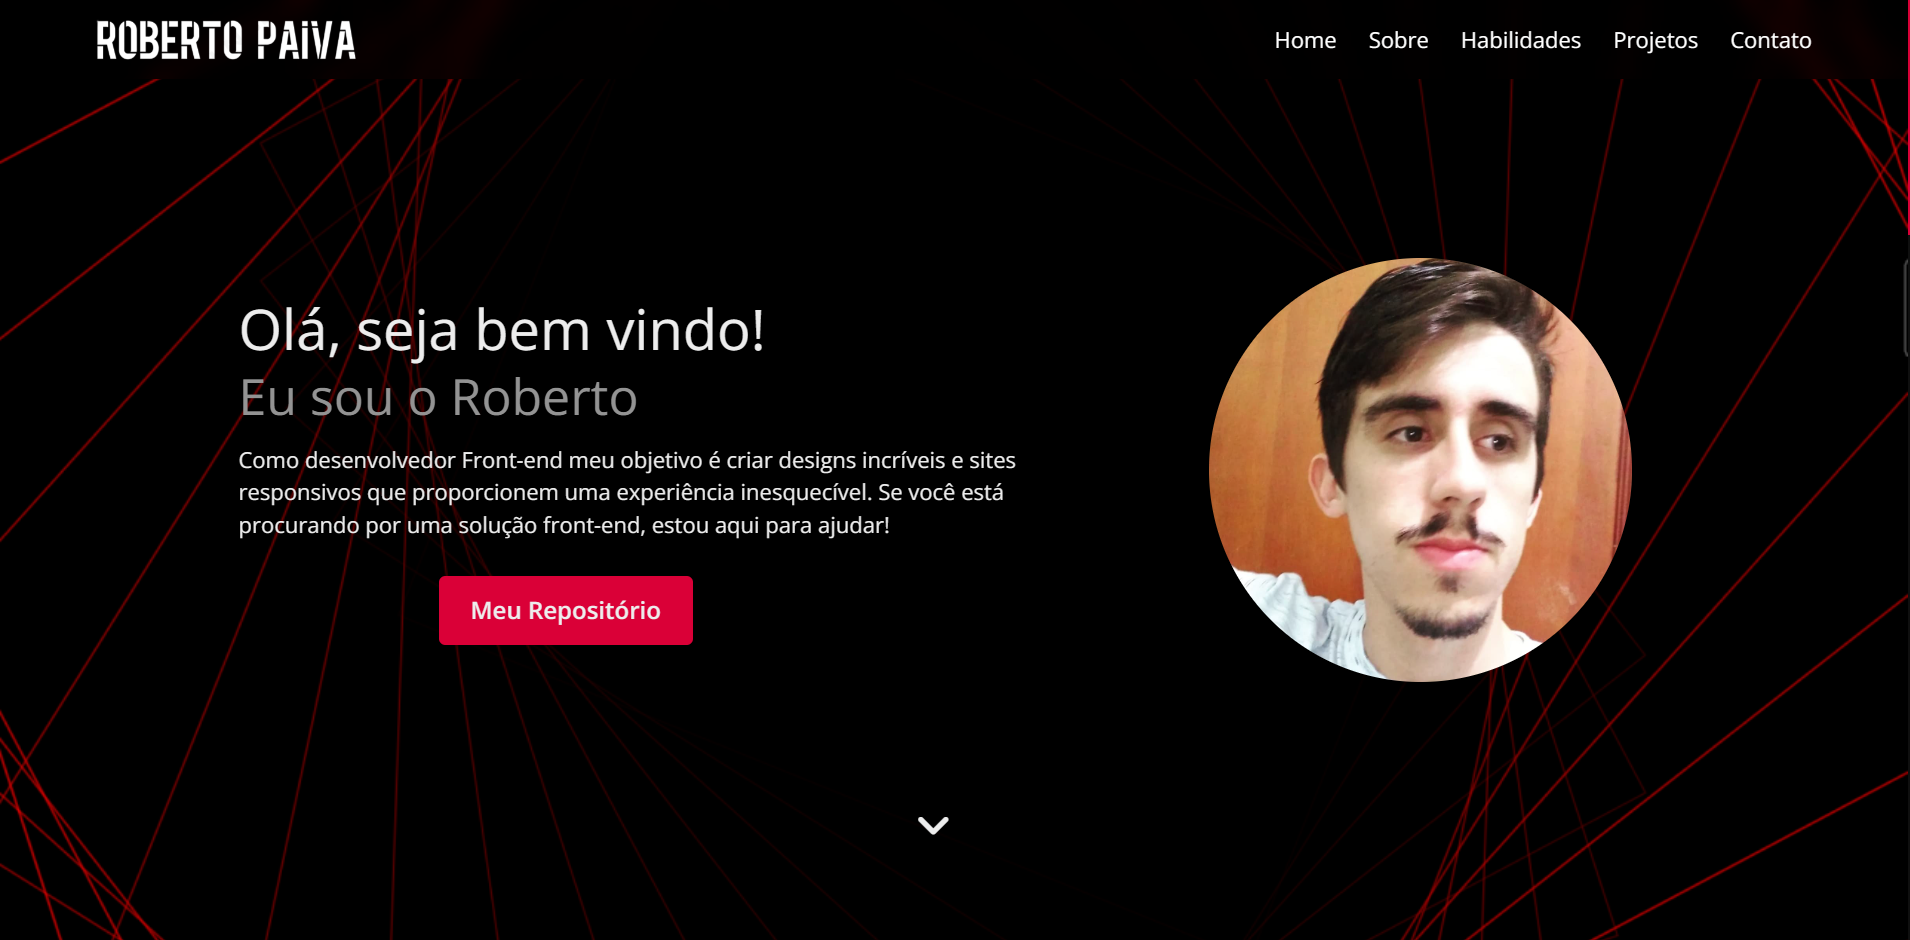 ROBERTO PAiVA
Home Sobre Habilidades Projetos Contato
Olá, seja bem vindo!
Eu sou o Roberto
Como desenvolvedor Front-end meu objetivo é criar designs incríveis e sites
responsivos que proporcionem uma experiência inesquecível. Se você está
procurando por uma solução front-end, estou aqui para ajudar!
Meu Repositório